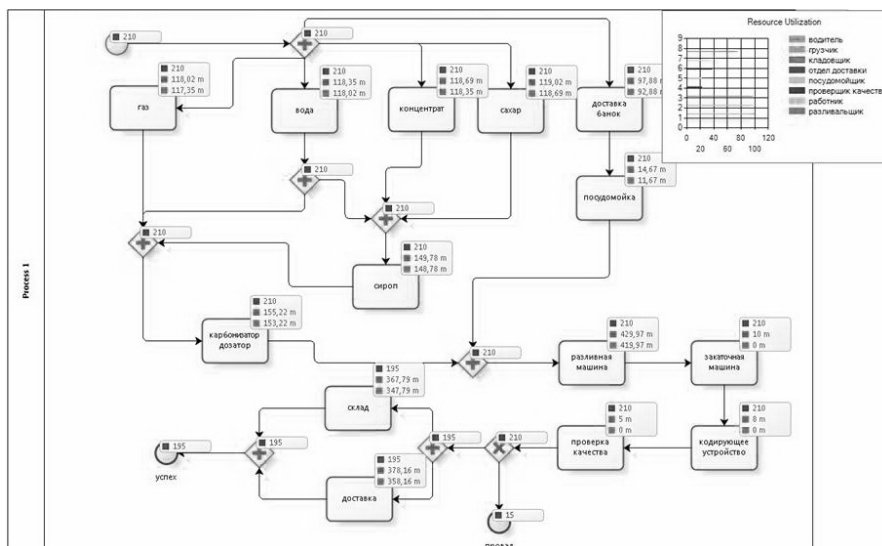 Process 1
210
210
210
118,02 m
117,35 m
газ
210
118,35 m
118,02 m
вода
210
118,69 m
118,35 m
концентрат
210
119,02 m
118,69 m
сахар
210
97,88 m
92,88 m
доставка
банок
Resource Utilization
9
8
7
6
5
4
3
2
1
0
0 40 80 120
20 60 100
водитель
грузчик
кладовщик
отдел доставки
посудомойщик
проверщик качества
работник
разливальщик
210
210
210
14,67 m
11,67 m
посудомойка
210
210
149,78 m
148,78 m
сироп
210
155,22 m
153,22 m
карбонизатор
дозатор
210
210
429,97 m
419,97 m
разливная
машина
210
10 m
0 m
закаточная
машина
195
367,79 m
347,79 m
склад
210
8 m
0 m
кодирующее
устройство
210
5 m
0 m
проверка
качества
210
195
195
195
успех
195
378,16 m
358,16 m
доставка
15